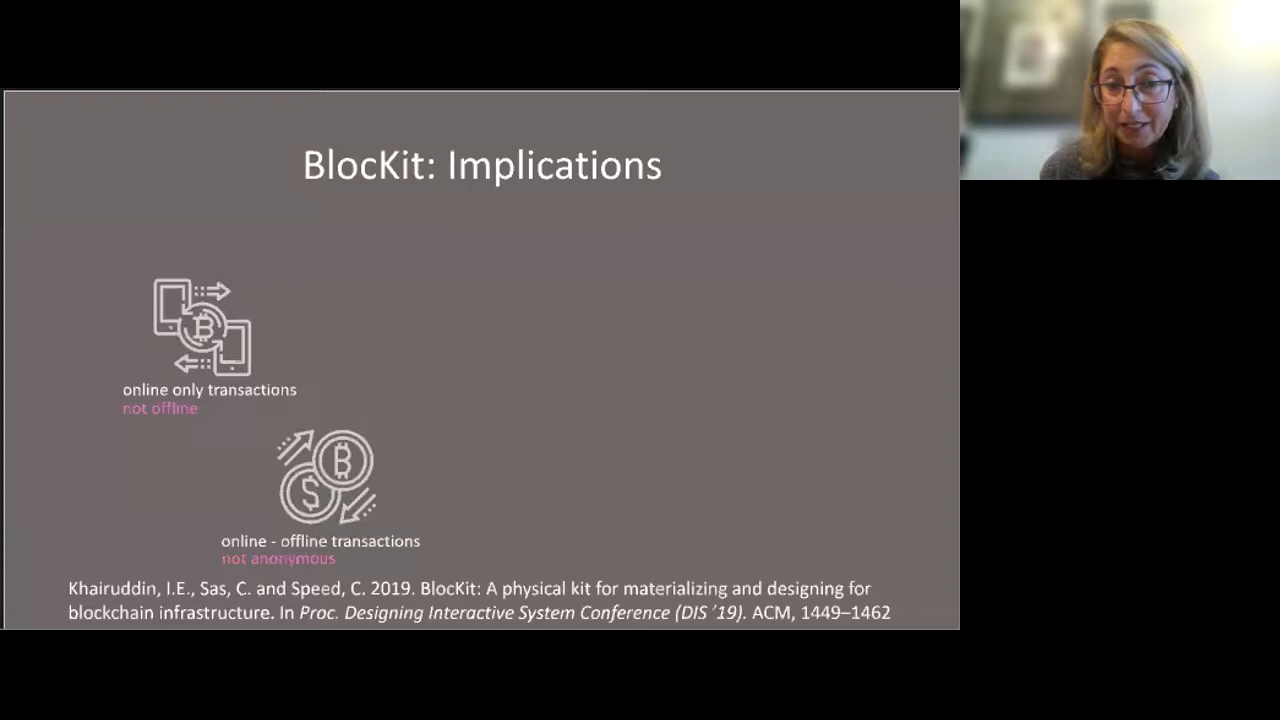 BlocKit: Implications
online only transactions
not offline
online - offline transactions
not anonymous
Khairuddin, I.E., Sas, C. and Speed, C. 2019. BlocKit: A physical kit for materializing and designing for
blockchain infrastructure. In Proc. Designing Interactive System Conference (DIS ’19). ACM, 1449–1462